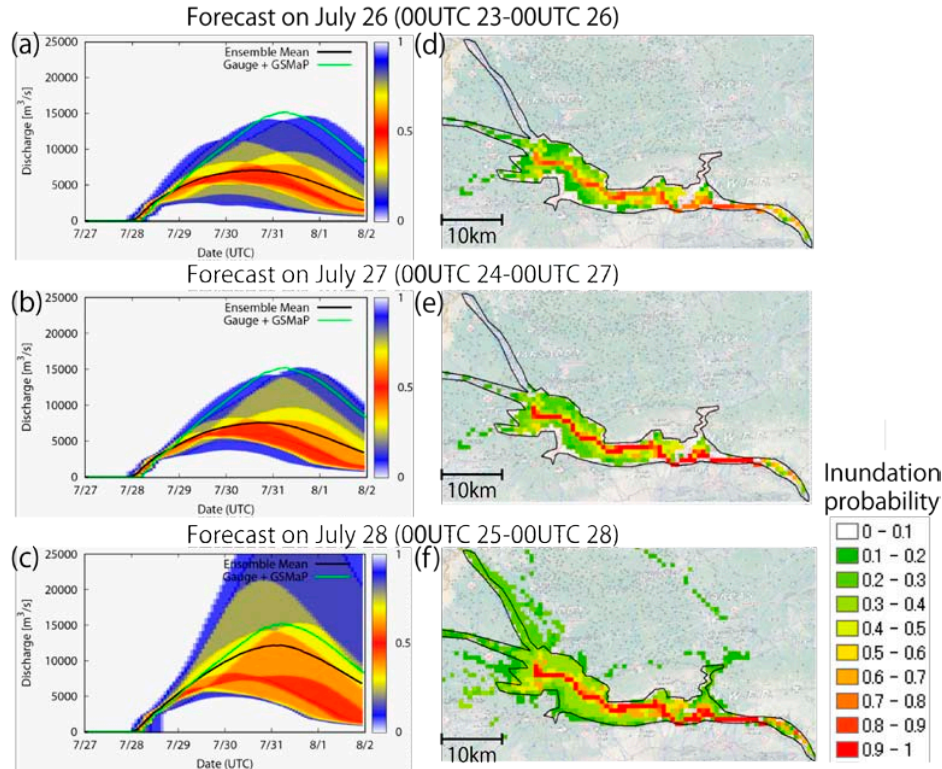 Forecast on July 26 (00UTC 23-00UTC 26)
(a)
25000
20000
15000
10000
5000
0
Discharge [m³/s]
Ensemble Mean
Gauge + GSMaP
1
0.5
0
7/27 7/28 7/29 7/30 7/31 8/1 8/2
Date (UTC)
(d)
10km
Forecast on July 27 (00UTC 24-00UTC 27)
(b)
25000
20000
15000
10000
5000
0
Discharge [m³/s]
Ensemble Mean
Gauge + GSMaP
1
0.5
0
7/27 7/28 7/29 7/30 7/31 8/1 8/2
Date (UTC)
(e)
10km
Forecast on July 28 (00UTC 25-00UTC 28)
(c)
25000
20000
15000
10000
5000
0
Discharge [m³/s]
Ensemble Mean
Gauge + GSMaP
1
0.5
0
7/27 7/28 7/29 7/30 7/31 8/1 8/2
Date (UTC)
(f)
10km
Inundation
probability
0 - 0.1
0.1 - 0.2
0.2 - 0.3
0.3 - 0.4
0.4 - 0.5
0.5 - 0.6
0.6 - 0.7
0.7 - 0.8
0.8 - 0.9
0.9 - 1